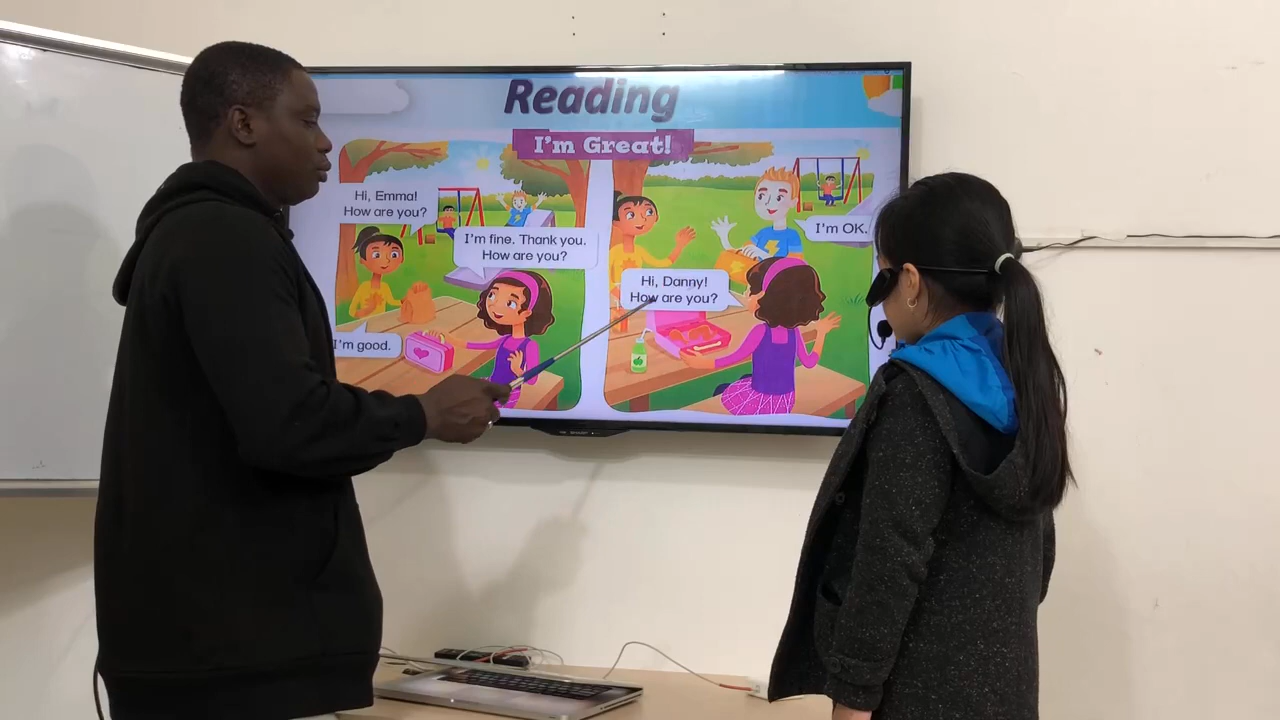 Reading
I'm Great!
Hi, Emma!
How are you?
I'm fine. Thank you.
How are you?
I'm good.
Hi, Danny!
How are you?
I'm OK.